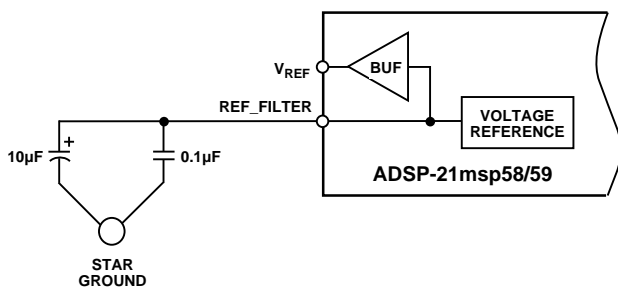 VREF
BUF
REF_FILTER
VOLTAGE
REFERENCE
+
10µF
0.1µF
ADSP-21msp58/59
STAR
GROUND